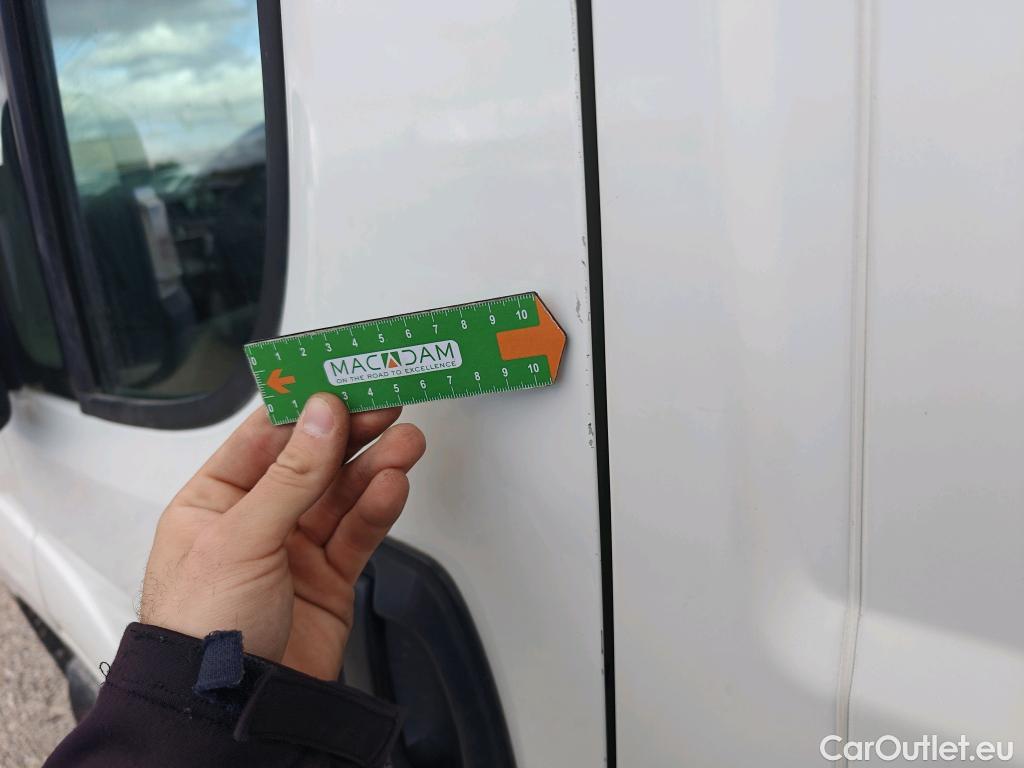 0 1 2 3 4 5 6 7 8 9 10
MACADAM
ON THE ROAD TO EXCELLENCE
0 1 3 4 5 6 7 8 9 10
CarOutlet.eu